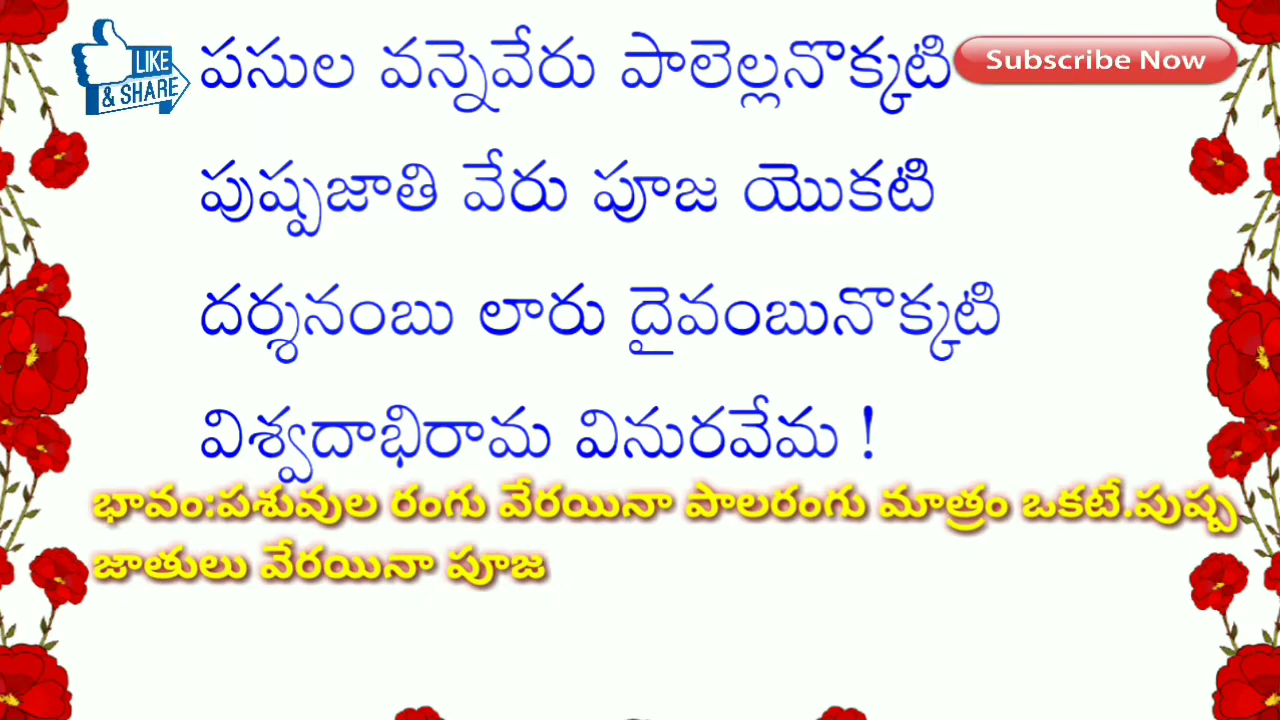 LIKE
& SHARE
Subscribe Now
పసుల వన్నెవేరు పాలెల్లనొక్కటి
పుష్పజాతి వేరు పూజ యొకటి
దర్శనంబు లారు దైవంబునొక్కటి
విశ్వదాభిరామ వినురవేమ !
భావం:పశువుల రంగు వేరయినా పాలరంగు మాత్రం ఒకటే.పుష్ప
జాతులు వేరయినా పూజ